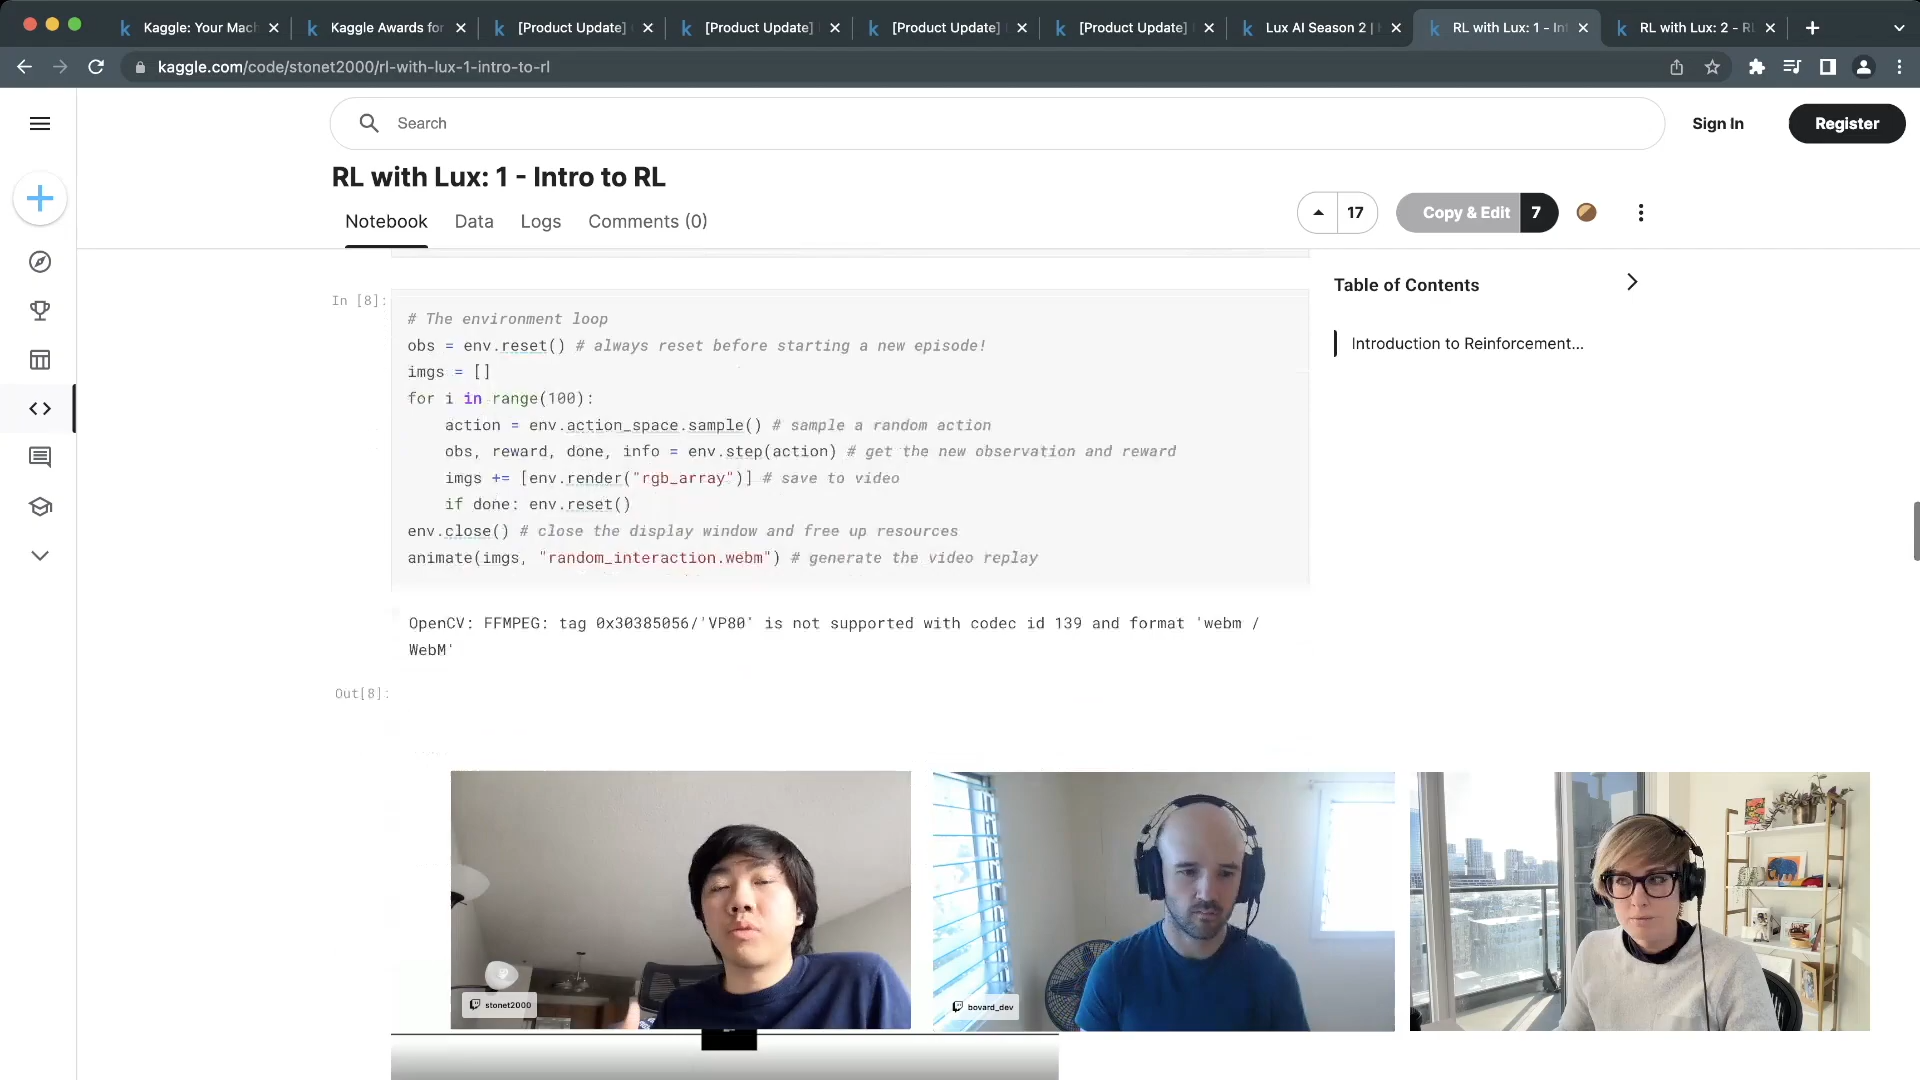 Kaggle: Your Mach
Kaggle Awards for
[Product Update]
[Product Update]
[Product Update]
[Product Update]
Lux AI Season 2 |
RL with Lux: 1 - Int
RL with Lux: 2 - RL
kaggle.com/code/stonet2000/rl-with-lux-1-intro-to-rl
Search
Sign In
Register
RL with Lux: 1 - Intro to RL
17
Copy & Edit
7
Notebook
Data
Logs
Comments (0)
Table of Contents
Introduction to Reinforcement...
In [8]:
# The environment loop
obs = env.reset() # always reset before starting a new episode!
imgs = []
for i in range(100):
    action = env.action_space.sample() # sample a random action
    obs, reward, done, info = env.step(action) # get the new observation and reward
    imgs += [env.render("rgb_array")] # save to video
    if done: env.reset()
env.close() # close the display window and free up resources
animate(imgs, "random_interaction.webm") # generate the video replay
OpenCV: FFMPEG: tag 0x30385056/'VP80' is not supported with codec id 139 and format 'webm /
WebM'
Out[8]:
stonet2000
bovard_dev